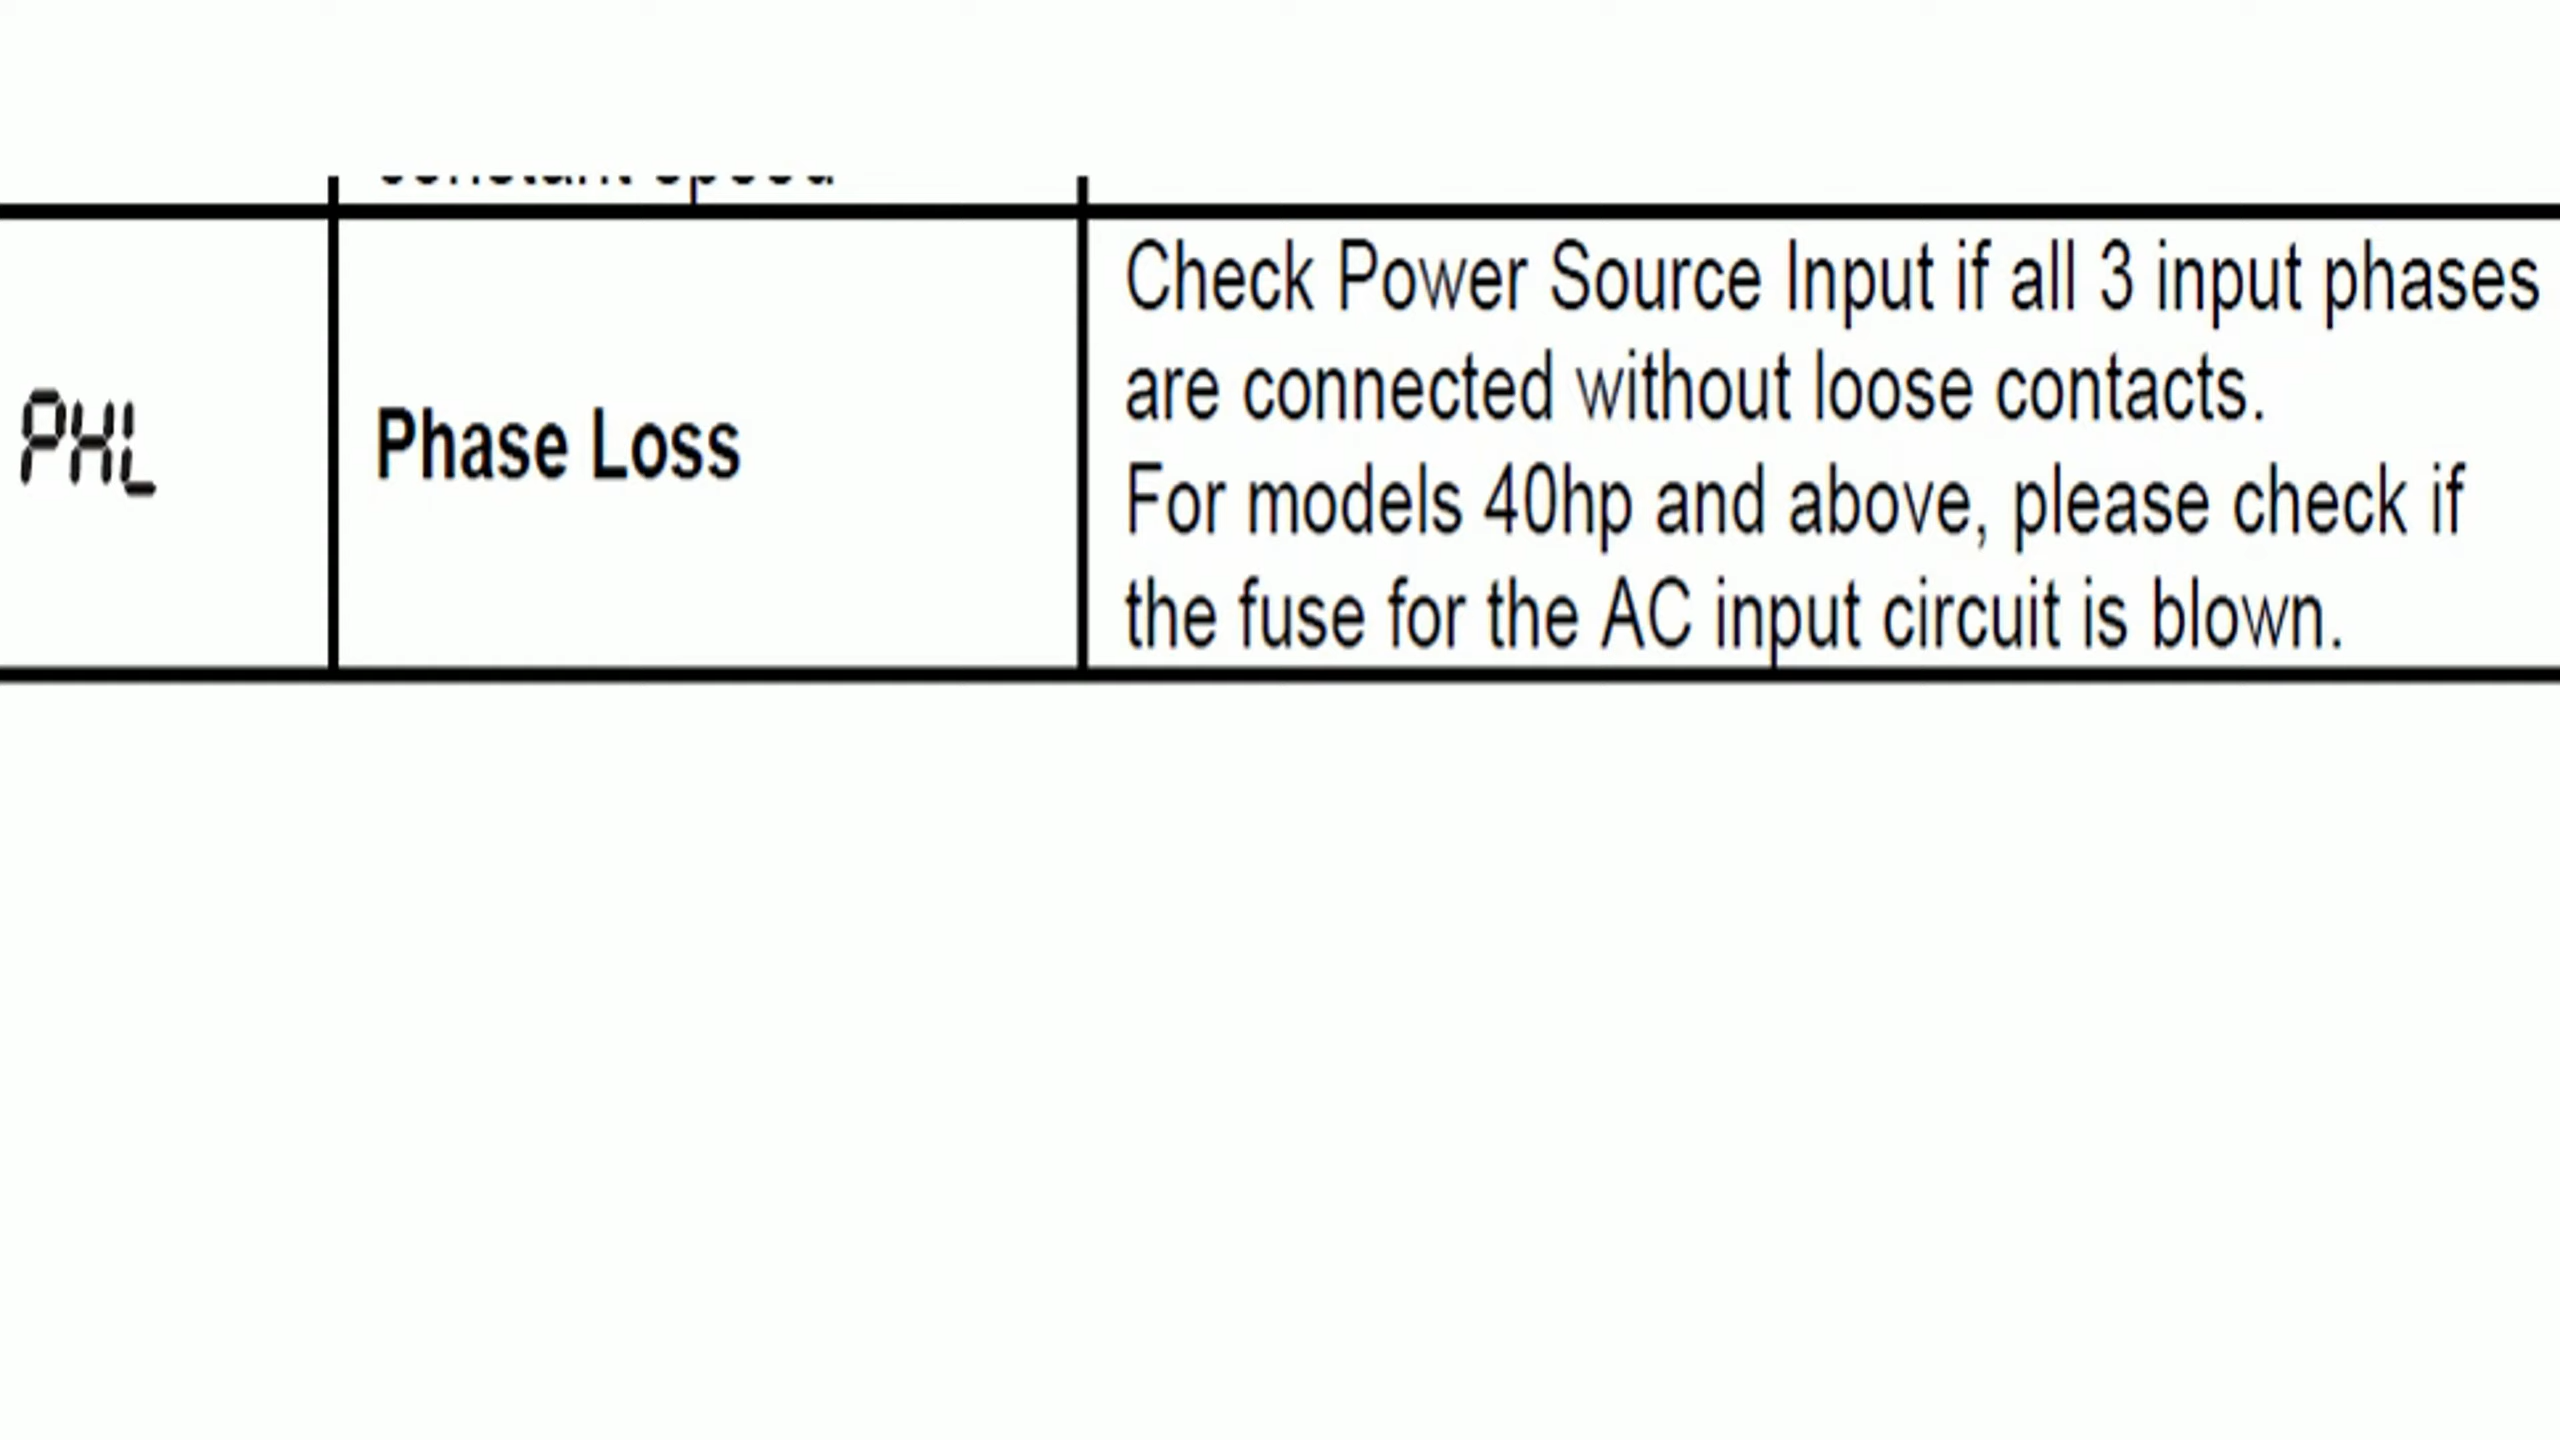 PHL
Phase Loss
Check Power Source Input if all 3 input phases
are connected without loose contacts.
For models 40hp and above, please check if
the fuse for the AC input circuit is blown.